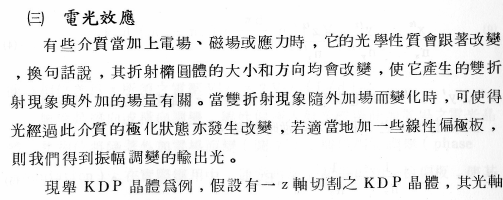 ㈢ 電光效應
有些介質當加上電場、磁場或應力時，它的光學性質會跟著改變
，換句話說，其折射橢圓體的大小和方向均會改變，使它產生的雙折
射現象與外加的場量有關。當雙折射現象隨外加場而變化時，可使得
光經過此介質的極化狀態亦發生改變，若適當地加一些線性偏極板，
則我們得到振幅調變的輸出光。
現舉 KDP 晶體爲例，假設有一 z 軸切割之 KDP 晶體，其光軸